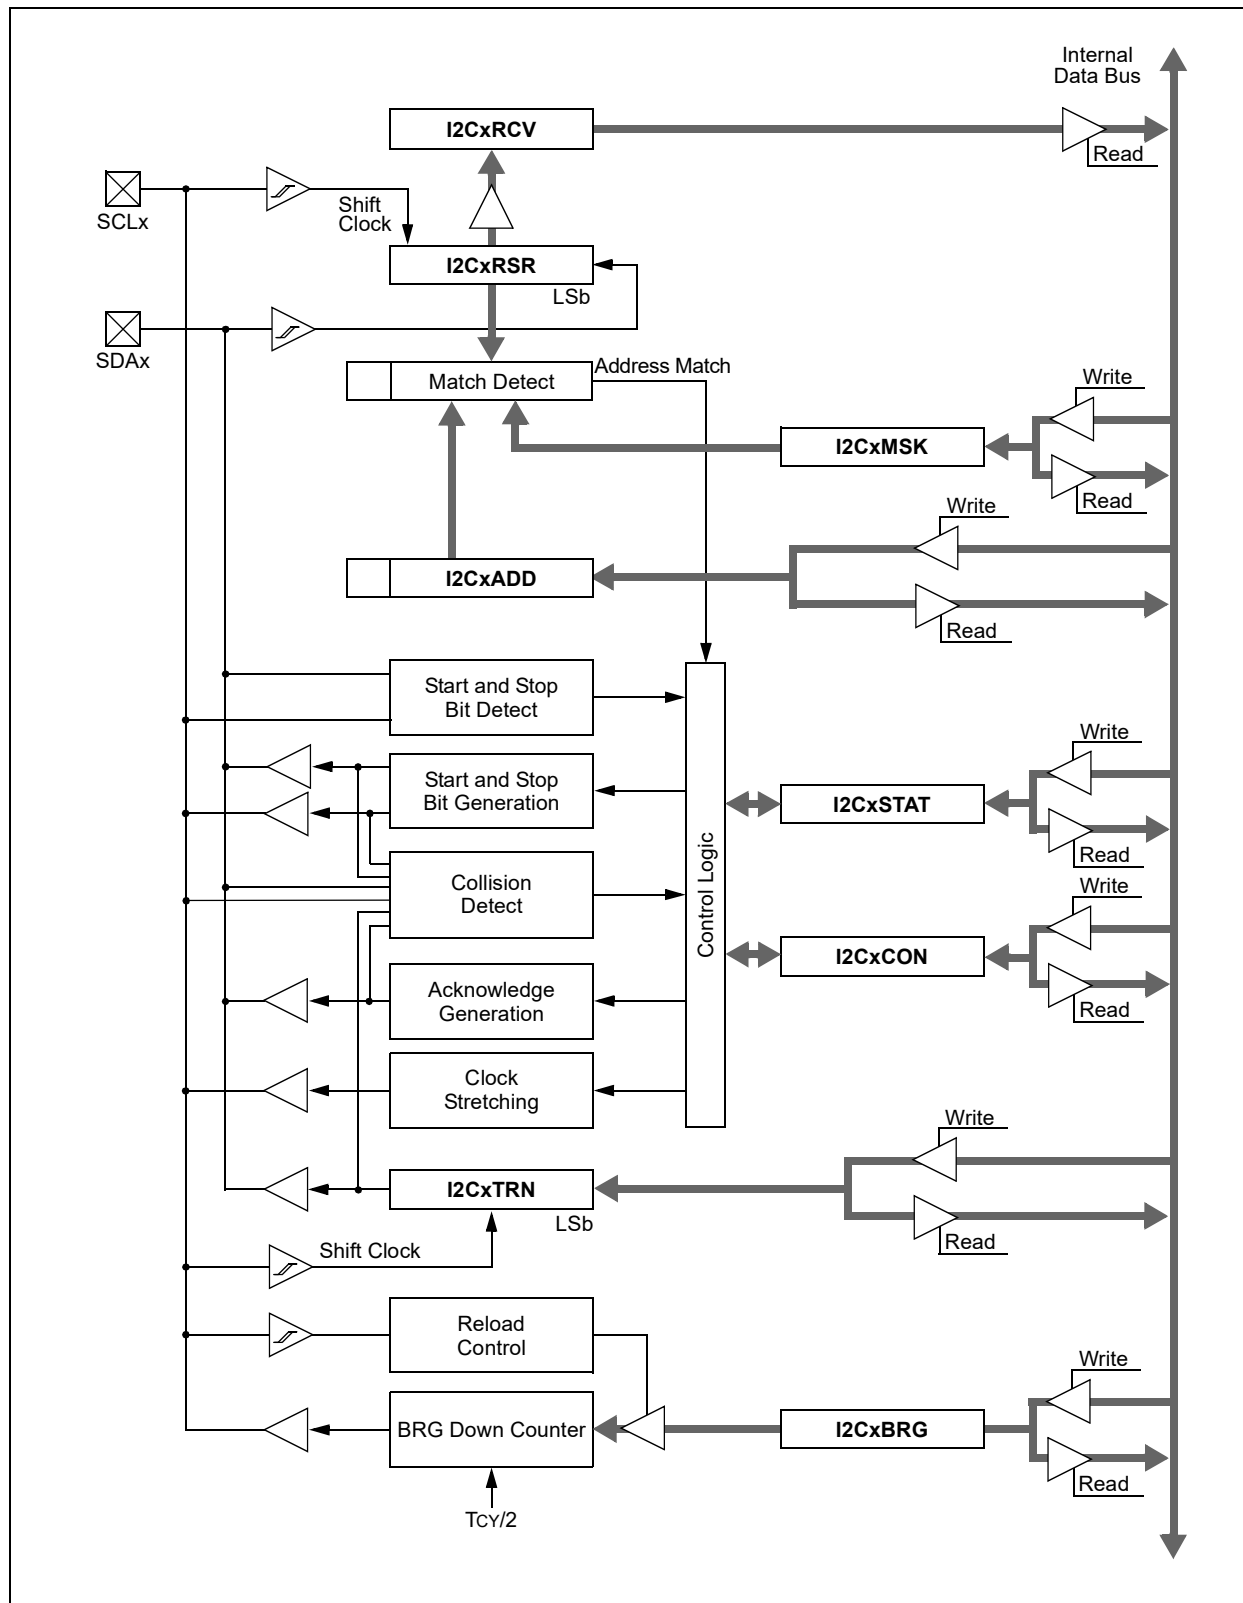 Internal
Data Bus
I2CxRCV
Read
SCLx
Shift
Clock
I2CxRSR
LSb
SDAx
Address Match
Match Detect
Write
I2CxMSK
Read
Write
I2CxADD
Read
Start and Stop
Bit Detect
Write
Start and Stop
Bit Generation
I2CxSTAT
Read
Control Logic
Collision
Detect
Write
I2CxCON
Acknowledge
Generation
Read
Clock
Stretching
Write
I2CxTRN
LSb
Read
Shift Clock
Reload
Control
Write
BRG Down Counter
I2CxBRG
Read
TCY/2